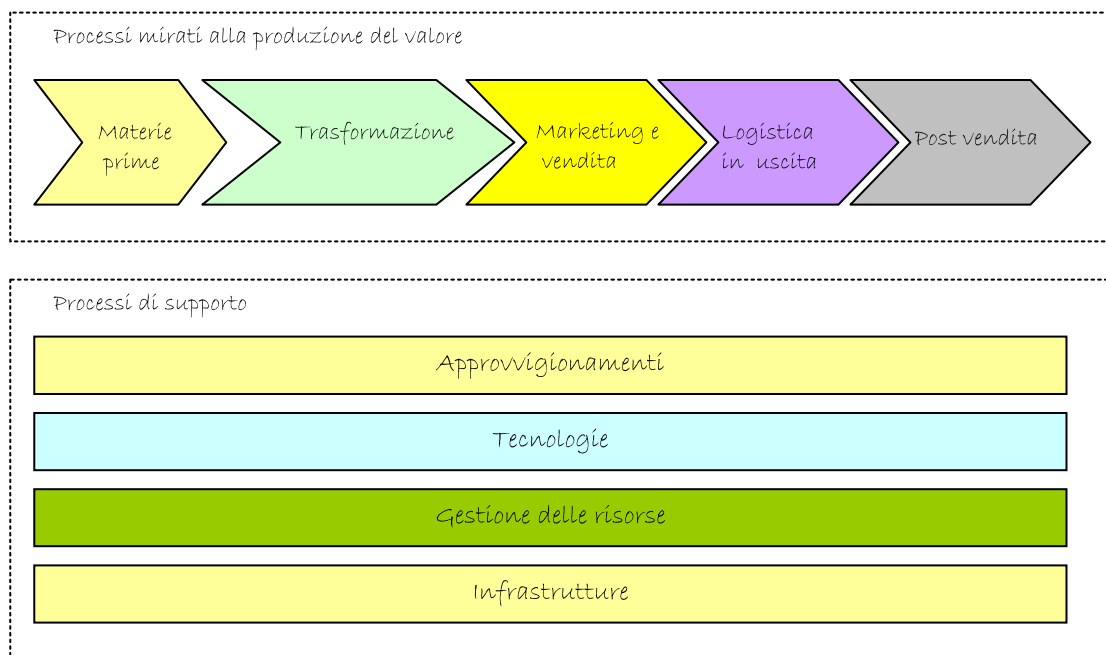 Processi mirati alla produzione del valore
Materie
prime
Trasformazione
Marketing e
vendita
Logistica
in uscita
Post vendita
Processi di supporto
Approvvigionamenti
Tecnologie
Gestione delle risorse
Infrastrutture